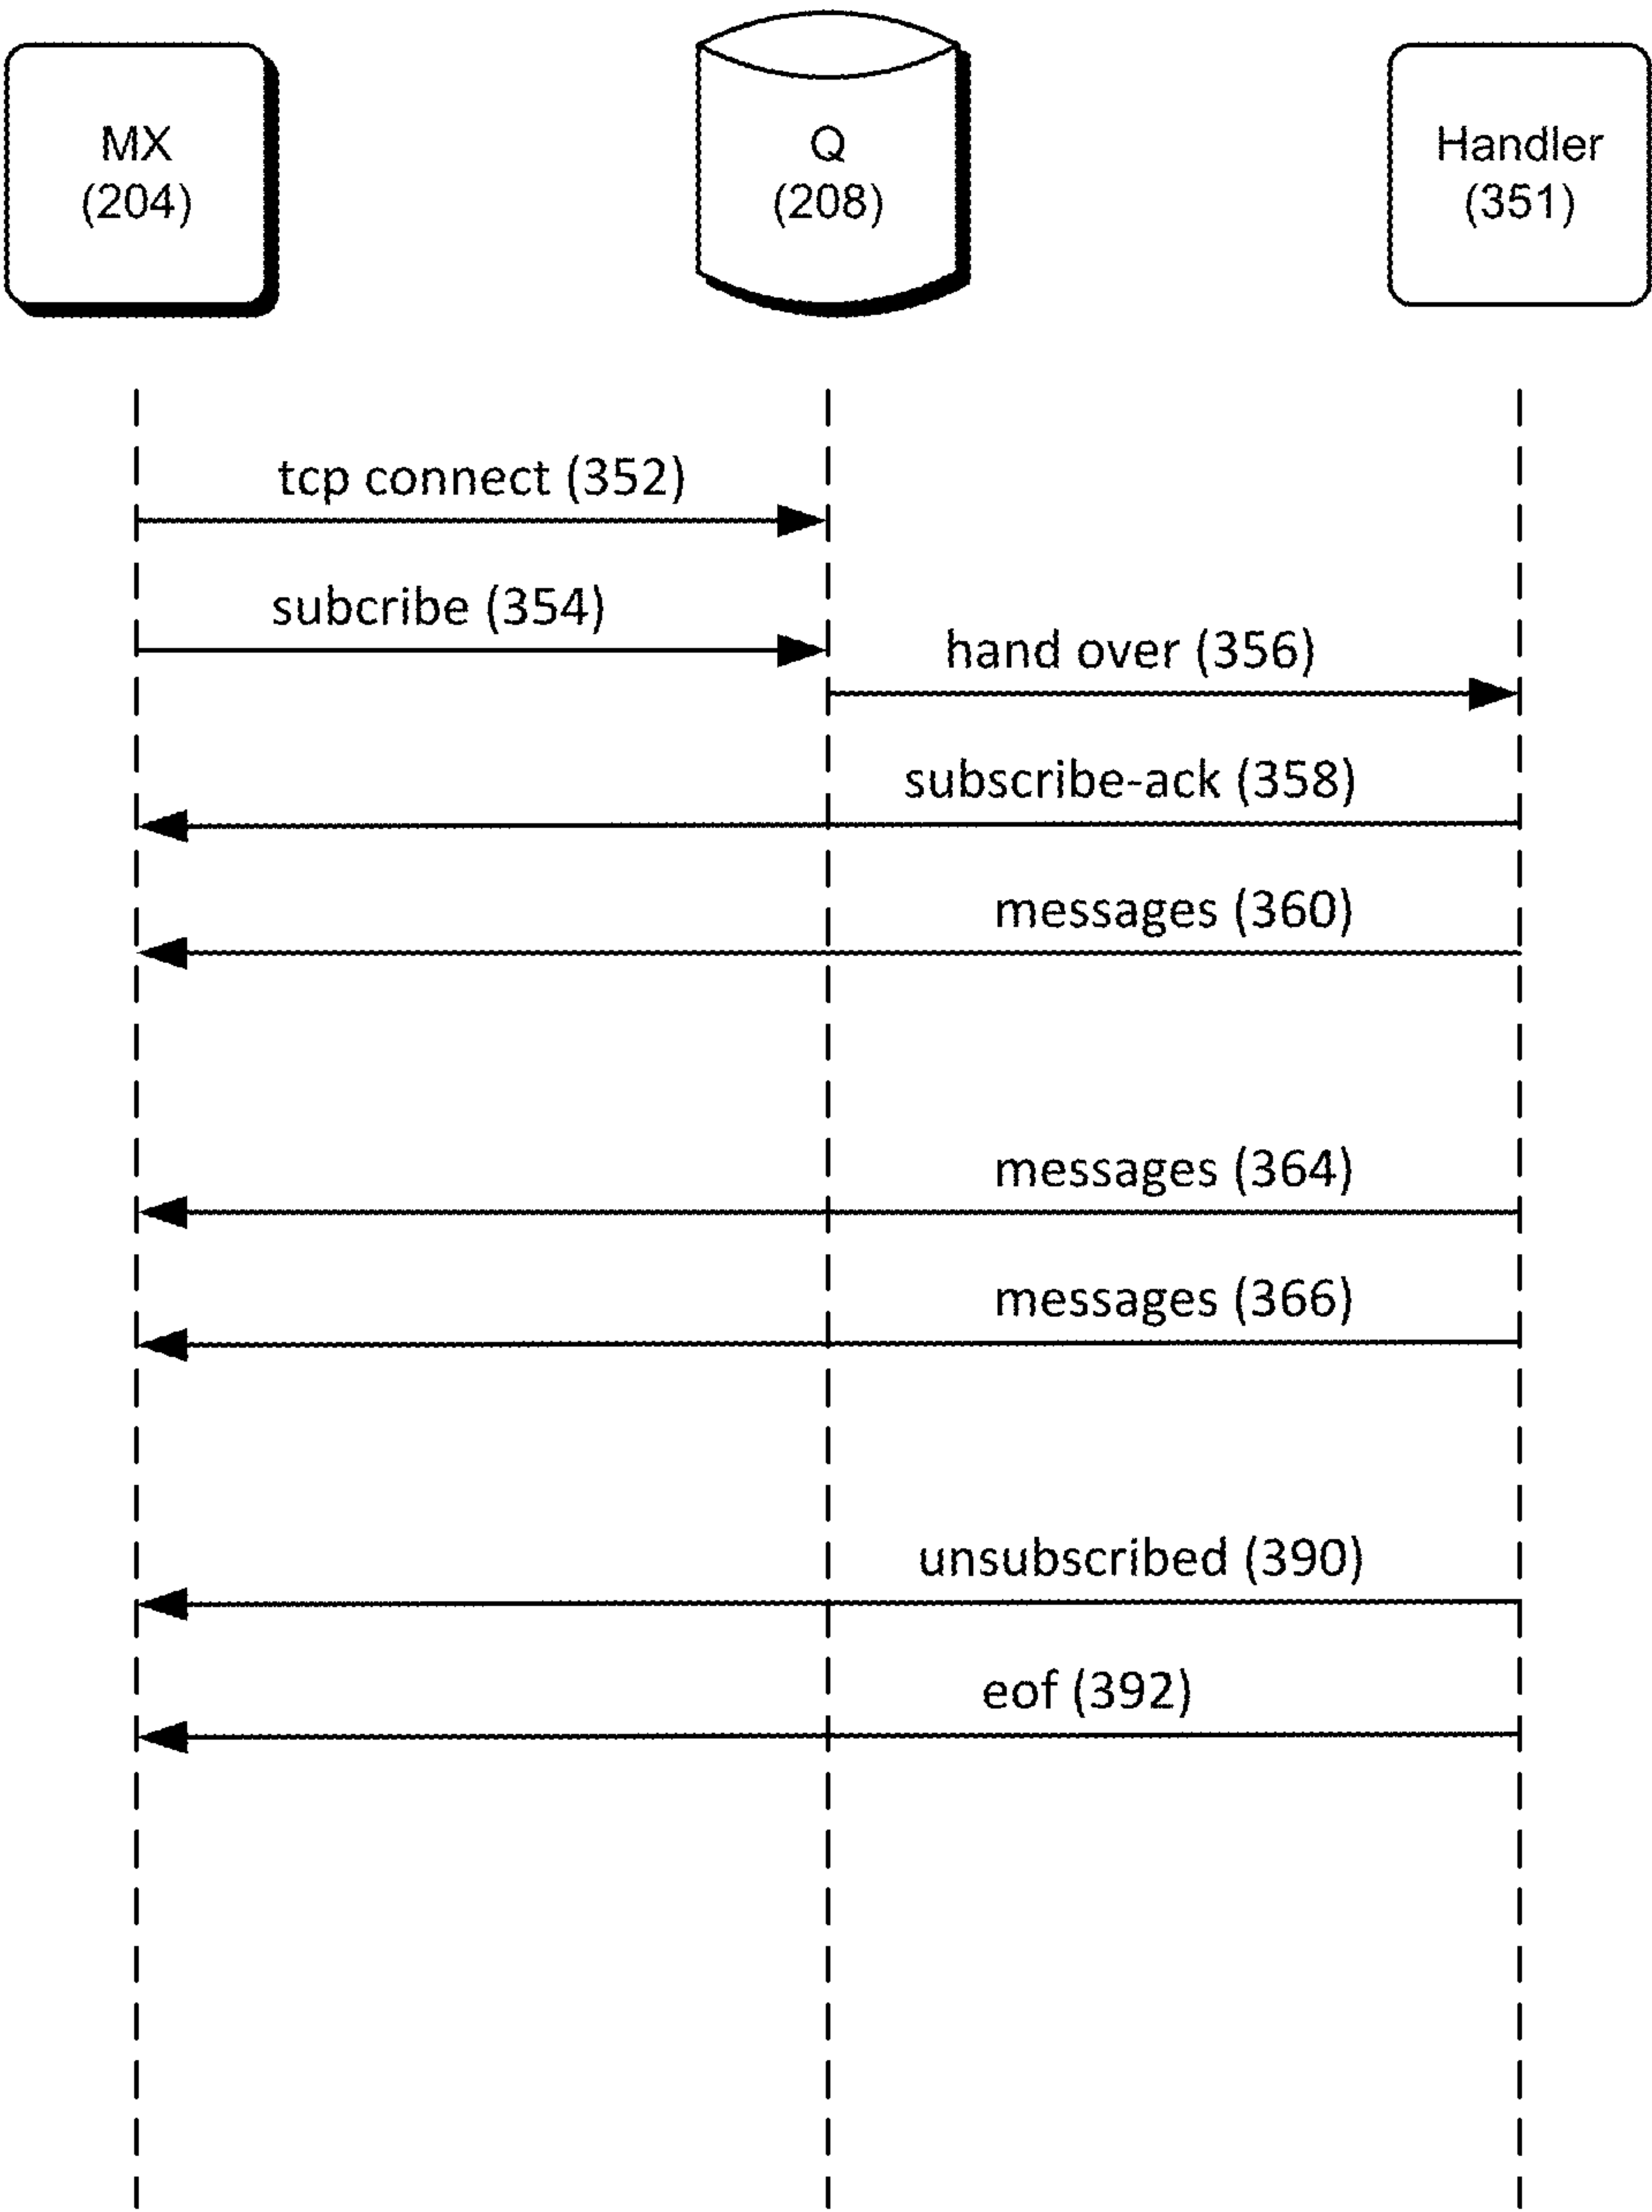 MX
(204)
Q
(208)
Handler
(351)
tcp connect (352)
subcribe (354)
hand over (356)
subscribe-ack (358)
messages (360)
messages (364)
messages (366)
unsubscribed (390)
eof (392)